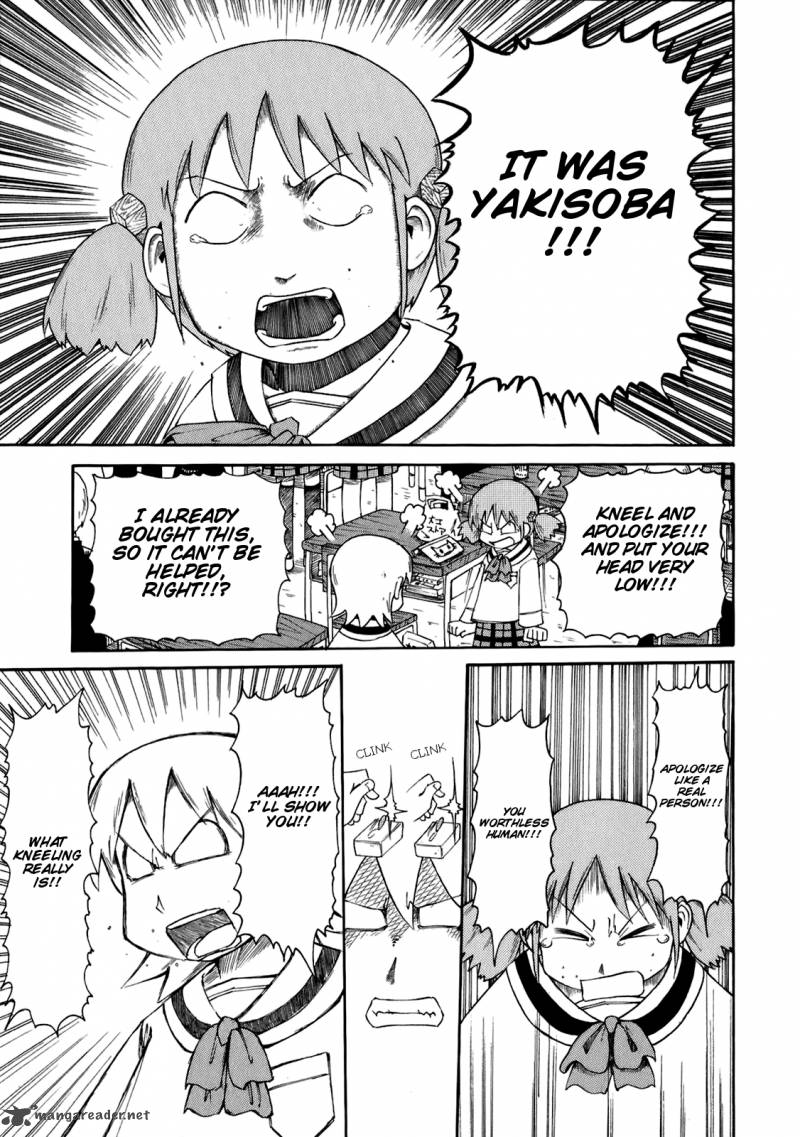 IT WAS
YAKISOBA
!!!
KNEEL AND
APOLOGIZE!!!
AND PUT YOUR
HEAD VERY
LOW!!!
I ALREADY
BOUGHT THIS,
SO IT CAN'T BE
HELPED,
RIGHT!!?
APOLOGIZE
LIKE A
REAL
PERSON!!!
YOU
WORTHLESS
HUMAN!!!
CLINK
CLINK
AAAH!!!
I'LL SHOW
YOU!!
WHAT
KNEELING
REALLY
IS!!
mangareader.net